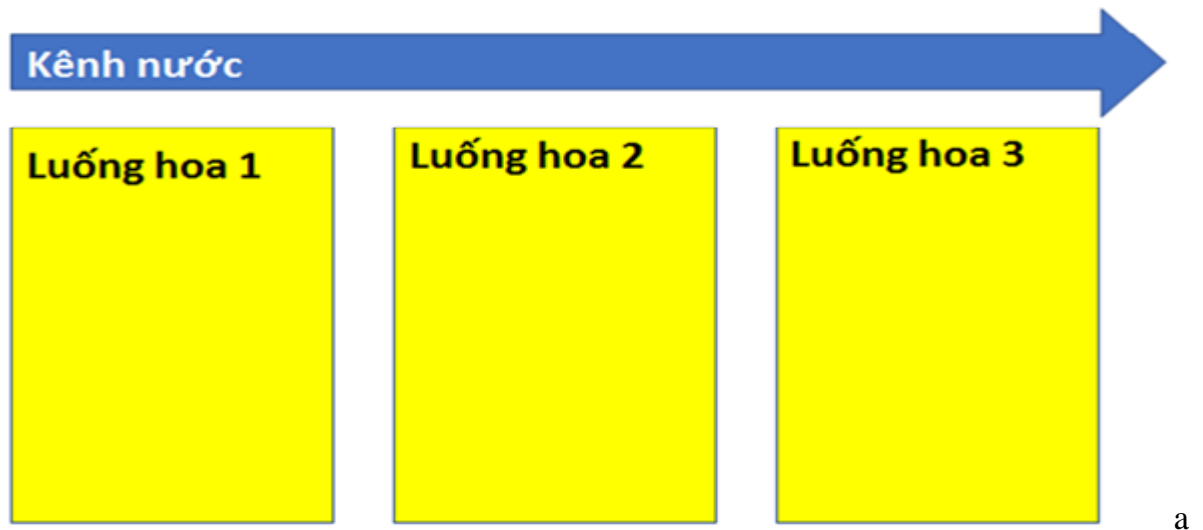 Kênh nước
Luống hoa 1
Luống hoa 2
Luống hoa 3
a